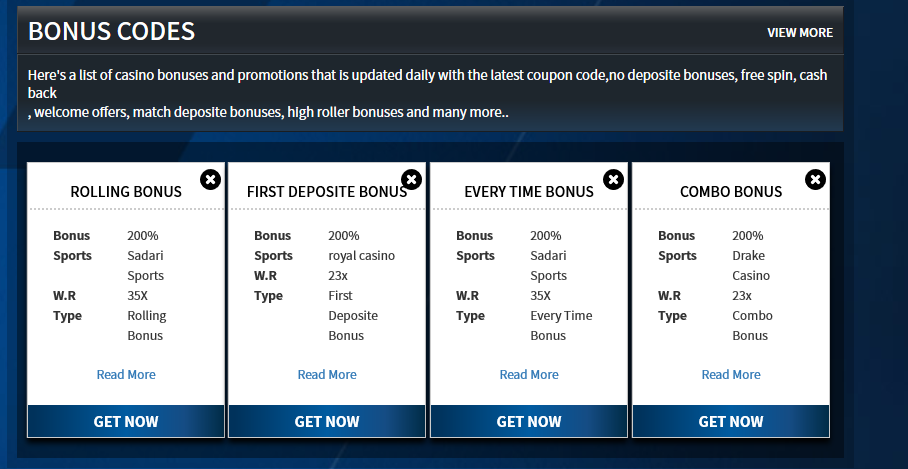 BONUS CODES
VIEW MORE
Here's a list of casino bonuses and promotions that is updated daily with the latest coupon code,no deposite bonuses, free spin, cash
back
, welcome offers, match deposite bonuses, high roller bonuses and many more..
ROLLING BONUS
Bonus 200%
Sports Sadari
Sports
W.R 35X
Type Rolling
Bonus
Read More
GET NOW
FIRST DEPOSITE BONUS
Bonus 200%
Sports royal casino
W.R 23x
Type First
Deposite
Bonus
Read More
GET NOW
EVERY TIME BONUS
Bonus 200%
Sports Sadari
Sports
W.R 35X
Type Every Time
Bonus
Read More
GET NOW
COMBO BONUS
Bonus 200%
Sports Drake
Casino
W.R 23x
Type Combo
Bonus
Read More
GET NOW